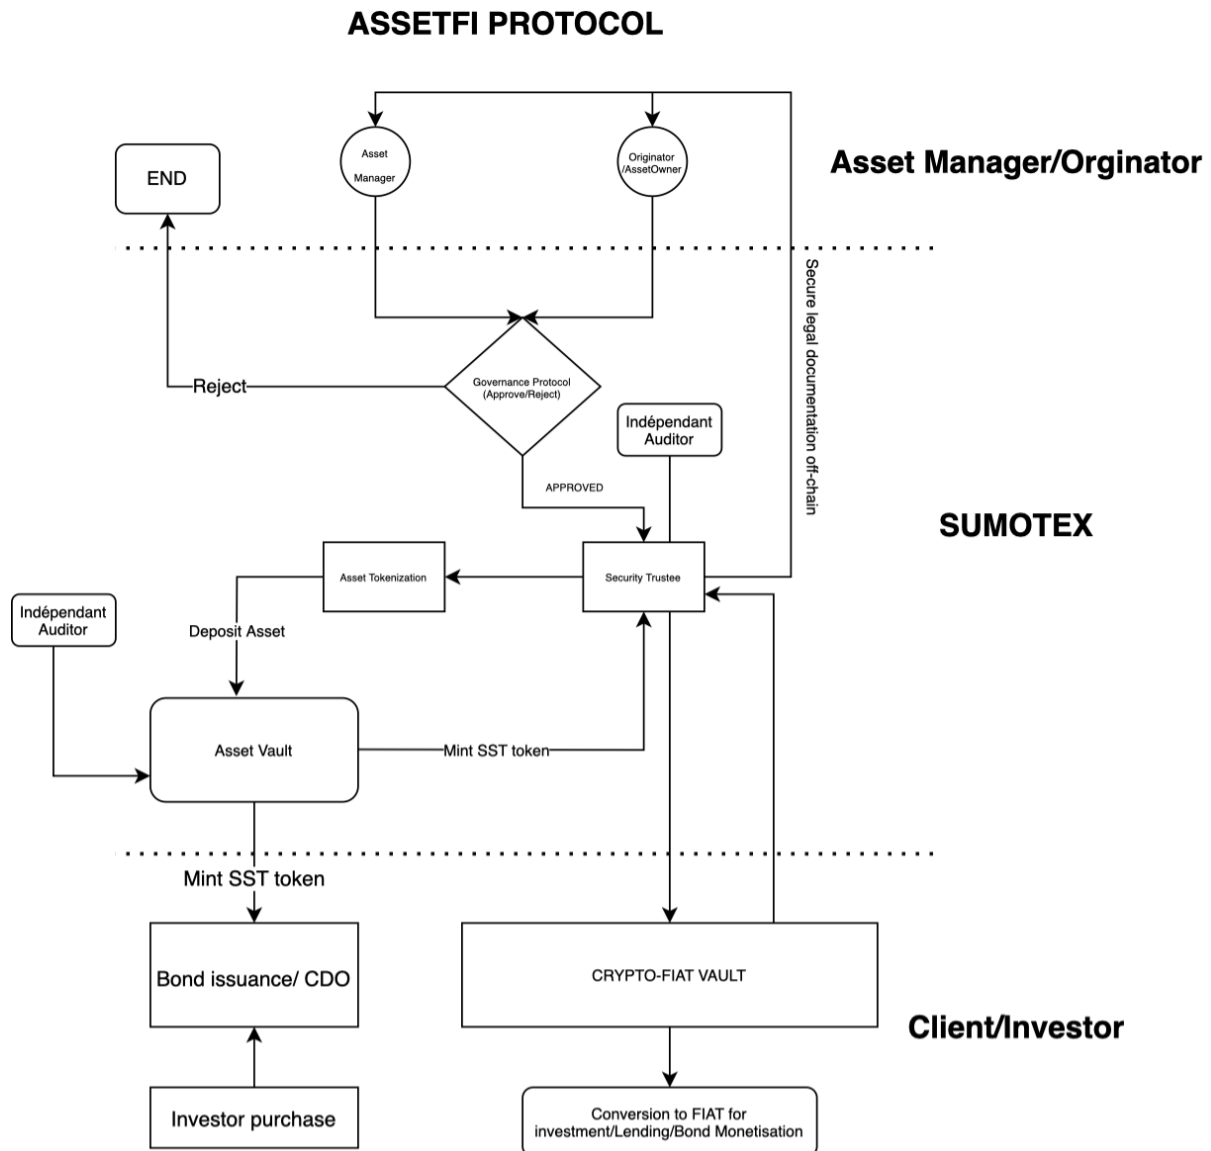 ASSETFI PROTOCOL
Asset
Manager
Originator
/AssetOwner
Asset Manager/Orginator
END
Secure legal documentation off-chain
Governance Protocol
(Approve/Reject)
Reject
Indépendant
Auditor
APPROVED
SUMOTEX
Asset Tokenization
Security Trustee
Indépendant
Auditor
Deposit Asset
Asset Vault
Mint SST token
Mint SST token
Bond issuance/ CDO
CRYPTO-FIAT VAULT
Client/Investor
Investor purchase
Conversion to FIAT for
investment/Lending/Bond Monetisation